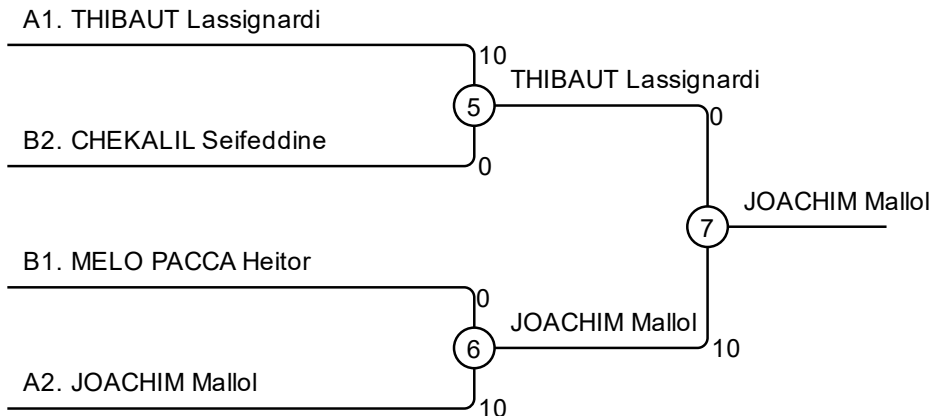 A1. THIBAUT Lassignardi
10
THIBAUT Lassignardi
5
0
B2. CHEKALIL Seifeddine
0
JOACHIM Mallol
7
B1. MELO PACCA Heitor
0
JOACHIM Mallol
6
10
A2. JOACHIM Mallol
10